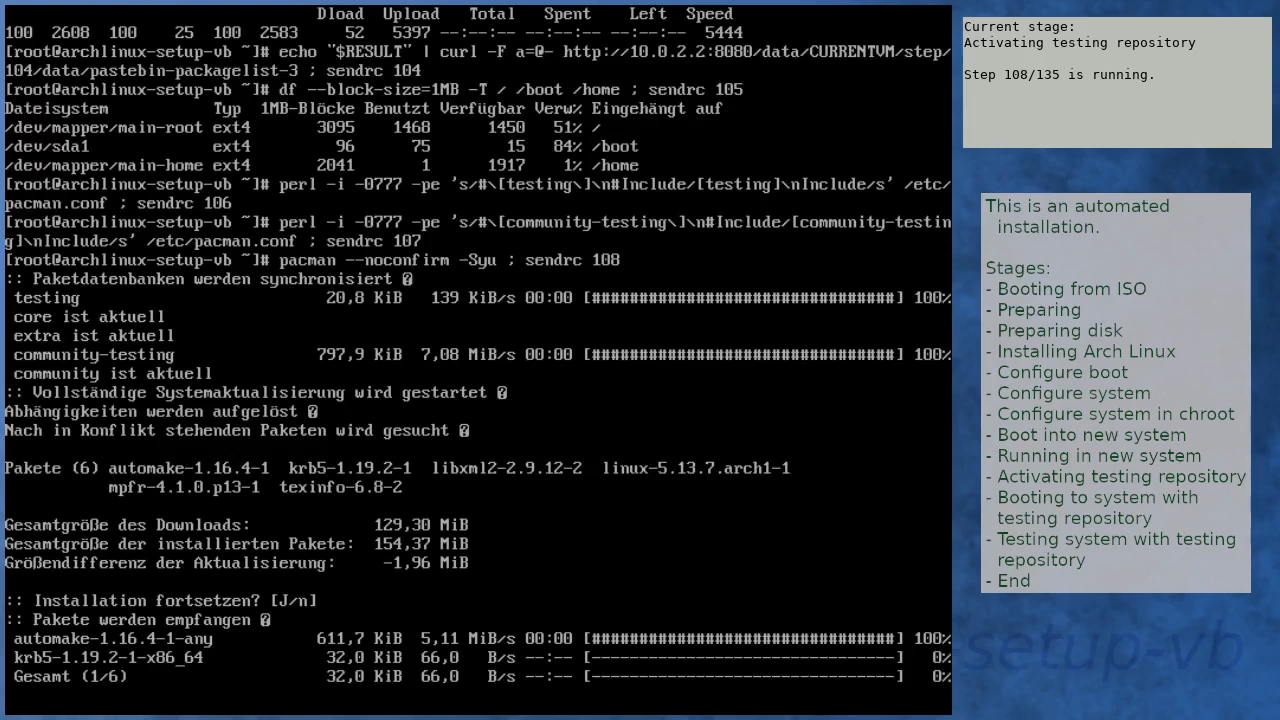 Dload  Upload   Total   Spent    Left  Speed
100  2608  100    25  100  2583     52   5397 --:--:-- --:--:-- --:--:--  5444
[root@archlinux-setup-vb ~]# echo "$RESULT" | curl -F a=@- http://10.0.2.2:8080/data/CURRENTVM/step/
104/data/pastebin-packagelist-3 ; sendrc 104
[root@archlinux-setup-vb ~]# df --block-size=1MB -T / /boot /home ; sendrc 105
Dateisystem           Typ  1MB-Blöcke Benutzt Verfügbar Verw% Eingehängt auf
/dev/mapper/main-root ext4       3095    1468      1450   51% /
/dev/sda1             ext4         96      75        15   84% /boot
/dev/mapper/main-home ext4       2041       1      1917    1% /home
[root@archlinux-setup-vb ~]# perl -i -0777 -pe 's/#\[testing\]\n#Include/[testing]\nInclude/s' /etc/
pacman.conf ; sendrc 106
[root@archlinux-setup-vb ~]# perl -i -0777 -pe 's/#\[community-testing\]\n#Include/[community-testin
g]\nInclude/s' /etc/pacman.conf ; sendrc 107
[root@archlinux-setup-vb ~]# pacman --noconfirm -Syu ; sendrc 108
:: Paketdatenbanken werden synchronisiert �
 testing                          20,8 KiB   139 KiB/s 00:00 [################################] 100%
 core ist aktuell
 extra ist aktuell
 community-testing               797,9 KiB  7,08 MiB/s 00:00 [################################] 100%
 community ist aktuell
:: Vollständige Systemaktualisierung wird gestartet �
Abhängigkeiten werden aufgelöst �
Nach in Konflikt stehenden Paketen wird gesucht �
Pakete (6) automake-1.16.4-1  krb5-1.19.2-1  libxml2-2.9.12-2  linux-5.13.7.arch1-1
           mpfr-4.1.0.p13-1  texinfo-6.8-2
Gesamtgröße des Downloads:             129,30 MiB
Gesamtgröße der installierten Pakete:  154,37 MiB
Größendifferenz der Aktualisierung:     -1,96 MiB
:: Installation fortsetzen? [J/n]
:: Pakete werden empfangen �
 automake-1.16.4-1-any           611,7 KiB  5,11 MiB/s 00:00 [################################] 100%
 krb5-1.19.2-1-x86_64             32,0 KiB  66,0   B/s --:-- [--------------------------------]   0%
 Gesamt (1/6)                     32,0 KiB  66,0   B/s --:-- [--------------------------------]   0%
Current stage:
Activating testing repository
Step 108/135 is running.
This is an automated
installation.
Stages:
- Booting from ISO
- Preparing
- Preparing disk
- Installing Arch Linux
- Configure boot
- Configure system
- Configure system in chroot
- Boot into new system
- Running in new system
- Activating testing repository
- Booting to system with
testing repository
- Testing system with testing
repository
- End
-setup-vb